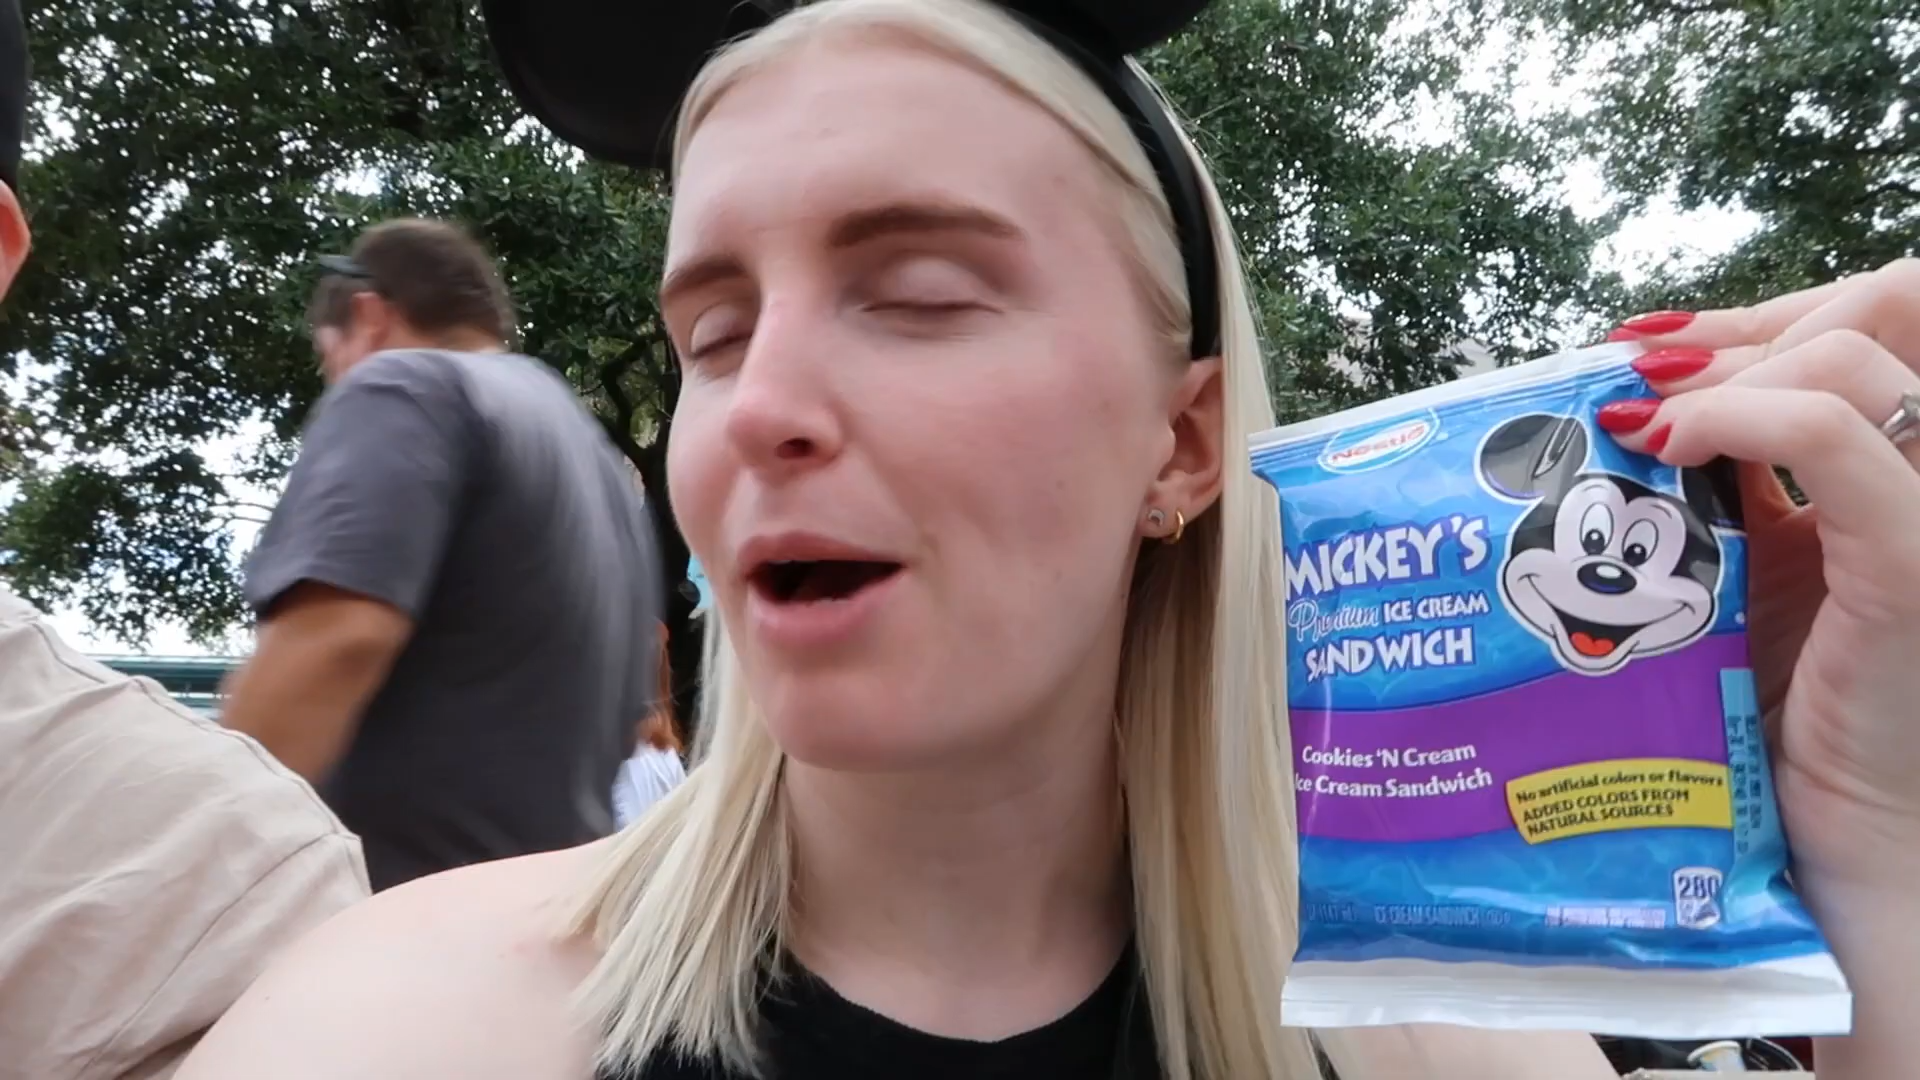 Nestlé
MICKEY'S
Premium ICE CREAM
SANDWICH
Cookies 'N Cream
Ice Cream Sandwich
No artificial colors or flavors
ADDED COLORS FROM
NATURAL SOURCES
280
ICE CREAM SANDWICH